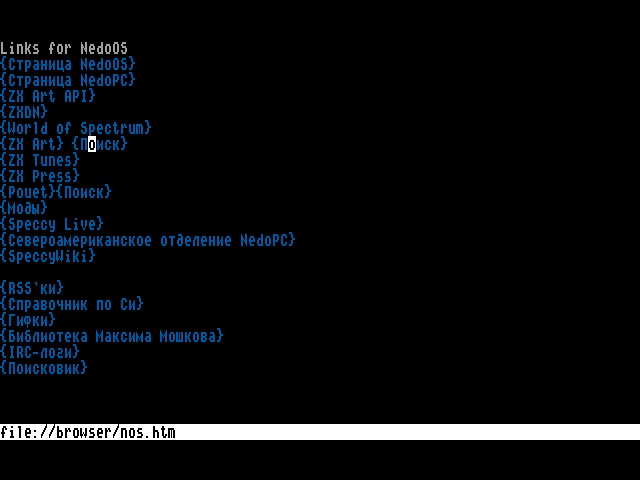 Links for NedoOS
{Страница NedoOS}
{Страница NedoPC}
{ZX Art API}
{ZXDN}
{World of Spectrum}
{ZX Art} {Поиск}
{ZX Tunes}
{ZX Press}
{Pouet}{Поиск}
{Моды}
{Speccy Live}
{Североамериканское отделение NedoPC}
{SpeccyWiki}
{RSS'ки}
{Справочник по Си}
{Гифки}
{Библиотека Максима Мошкова}
{IRC-логи}
{Поисковик}
file://browser/nos.htm